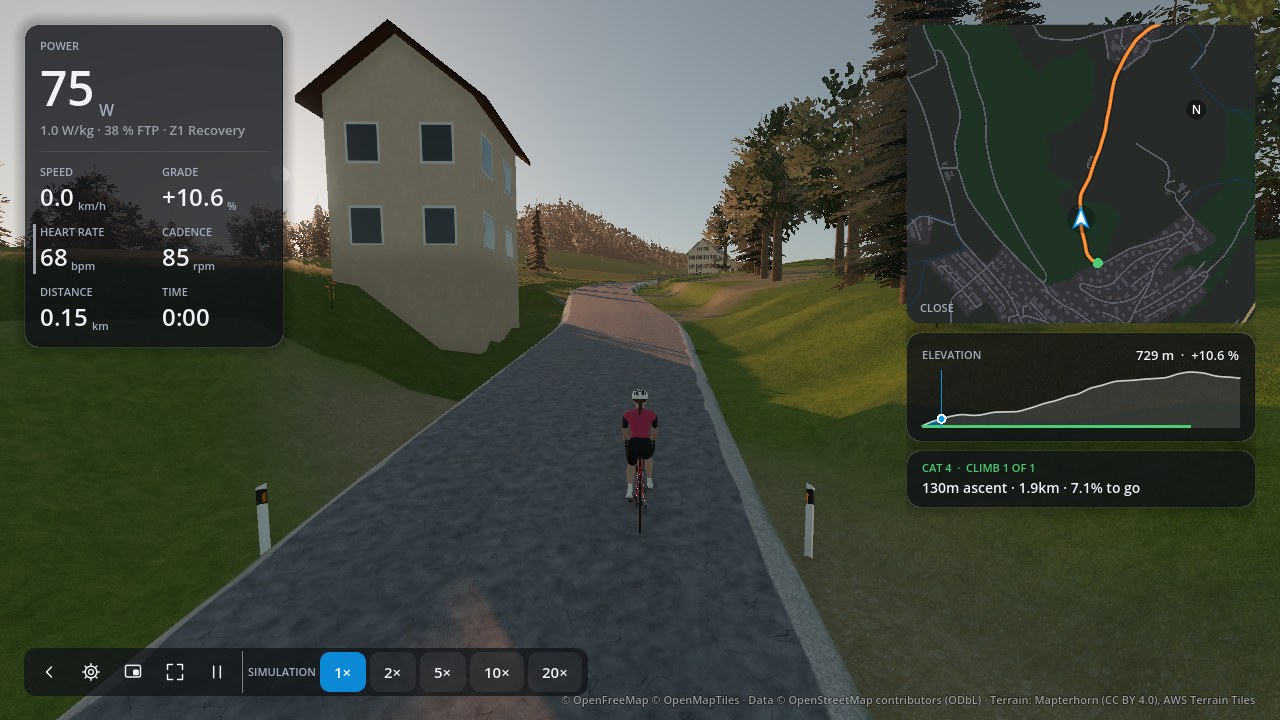 POWER
75 W
1.0 W/kg · 38 % FTP · Z1 Recovery
SPEED GRADE
0.0 km/h +10.6 %
HEART RATE CADENCE
68 bpm 85 rpm
DISTANCE TIME
0.15 km 0:00
N
CLOSE
ELEVATION 729 m · +10.6 %
CAT 4 · CLIMB 1 OF 1
130m ascent · 1.9km · 7.1% to go
SIMULATION 1× 2× 5× 10× 20×
© OpenFreeMap © OpenMapTiles · Data © OpenStreetMap contributors (ODbL) · Terrain: Mapterhorn (CC BY 4.0), AWS Terrain Tiles